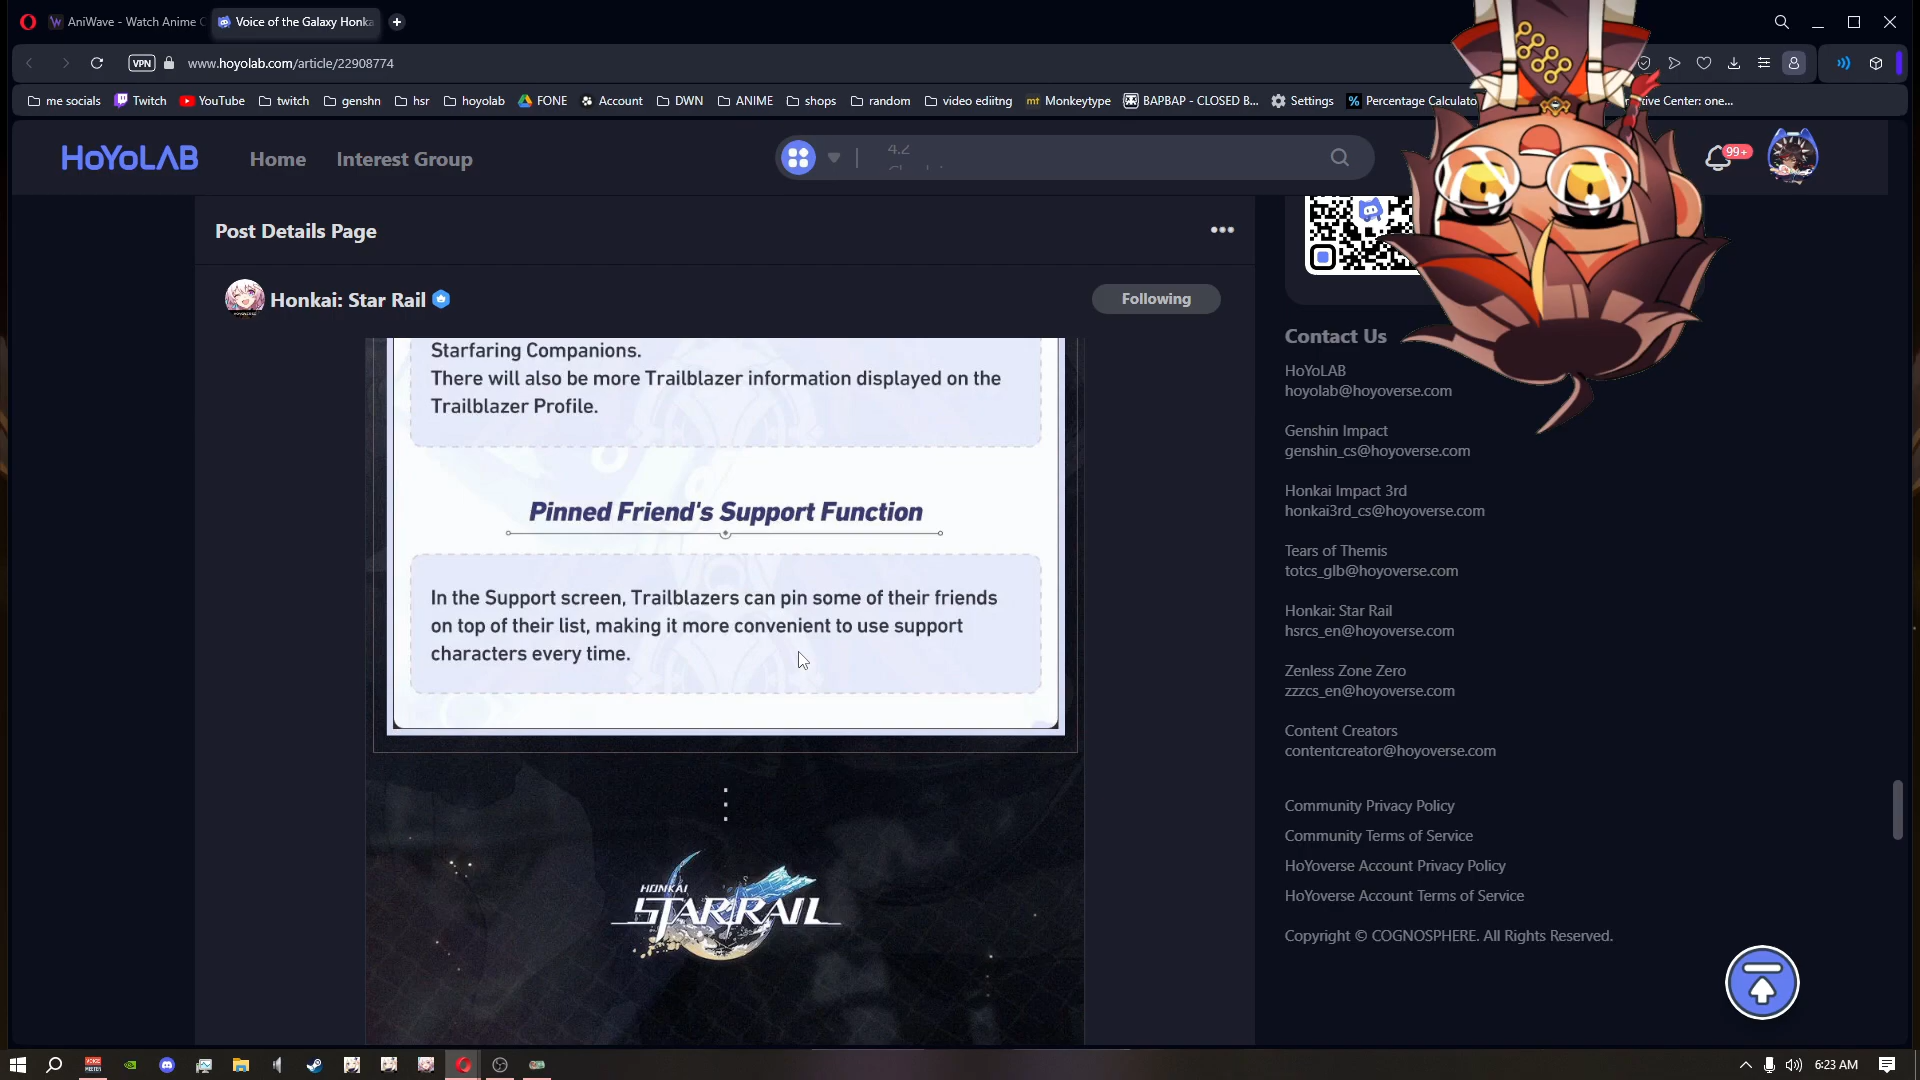 AniWave - Watch Anime
Voice of the Galaxy Honka
VPN
www.hoyolab.com/article/22908774
me socials
Twitch
YouTube
twitch
genshn
hsr
hoyolab
FONE
Account
DWN
ANIME
shops
random
video ediitng
mt Monkeytype
BAPBAP - CLOSED B...
Settings
% Percentage Calculato
tive Center: one...
HoYoLAB
Home
Interest Group
4.2
99+
Post Details Page
Honkai: Star Rail
Following
Starfaring Companions.
There will also be more Trailblazer information displayed on the
Trailblazer Profile.
Pinned Friend's Support Function
In the Support screen, Trailblazers can pin some of their friends
on top of their list, making it more convenient to use support
characters every time.
HONKAI
STAR RAIL
Contact Us
HoYoLAB
hoyolab@hoyoverse.com
Genshin Impact
genshin_cs@hoyoverse.com
Honkai Impact 3rd
honkai3rd_cs@hoyoverse.com
Tears of Themis
totcs_glb@hoyoverse.com
Honkai: Star Rail
hsrcs_en@hoyoverse.com
Zenless Zone Zero
zzzcs_en@hoyoverse.com
Content Creators
contentcreator@hoyoverse.com
Community Privacy Policy
Community Terms of Service
HoYoverse Account Privacy Policy
HoYoverse Account Terms of Service
Copyright © COGNOSPHERE. All Rights Reserved.
VOICE
MEETER
6:23 AM